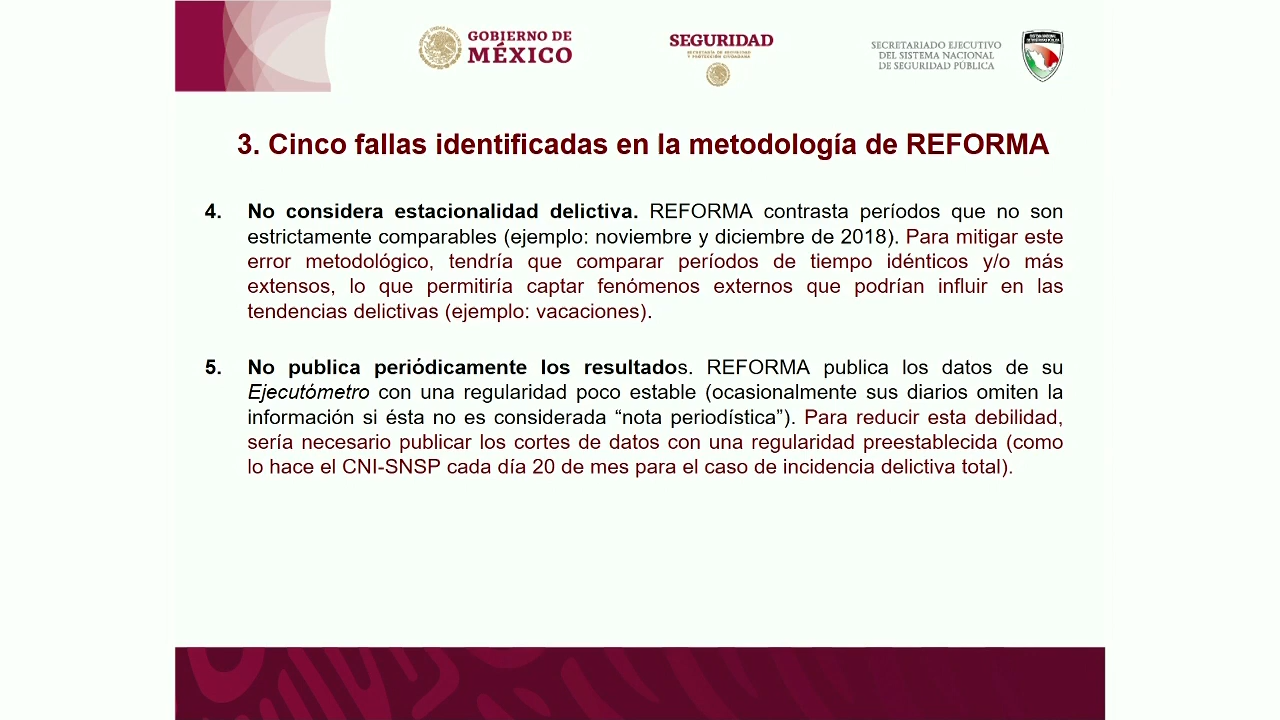 GOBIERNO DE
MÉXICO
SEGURIDAD
SECRETARÍA DE SEGURIDAD
Y PROTECCIÓN CIUDADANA
SECRETARIADO EJECUTIVO
DEL SISTEMA NACIONAL
DE SEGURIDAD PÚBLICA
3. Cinco fallas identificadas en la metodología de REFORMA
4. No considera estacionalidad delictiva. REFORMA contrasta períodos que no son
estrictamente comparables (ejemplo: noviembre y diciembre de 2018). Para mitigar este
error metodológico, tendría que comparar períodos de tiempo idénticos y/o más
extensos, lo que permitiría captar fenómenos externos que podrían influir en las
tendencias delictivas (ejemplo: vacaciones).
5. No publica periódicamente los resultados. REFORMA publica los datos de su
Ejecutómetro con una regularidad poco estable (ocasionalmente sus diarios omiten la
información si ésta no es considerada “nota periodística”). Para reducir esta debilidad,
sería necesario publicar los cortes de datos con una regularidad preestablecida (como
lo hace el CNI-SNSP cada día 20 de mes para el caso de incidencia delictiva total).